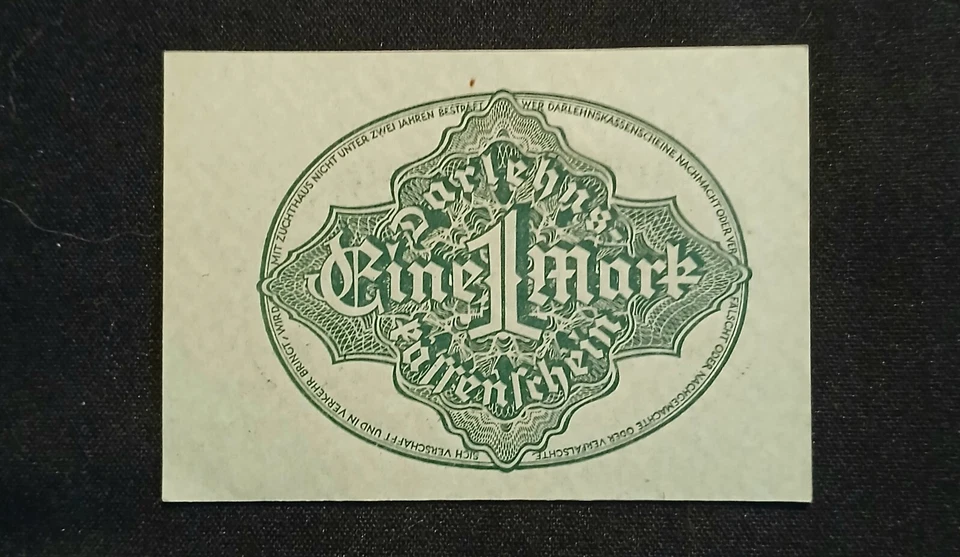 WER DARLEHNSKASSENSCHEINE NACHMACHT ODER VERFÄLSCHT ODER NACHGEMACHTE ODER VERFÄLSCHTE SICH VERSCHAFFT UND IN VERKEHR BRINGT, WIRD MIT ZUCHTHAUS NICHT UNTER ZWEI JAHREN BESTRAFT
Darlehns-
Eine 1 Mark
kassenschein